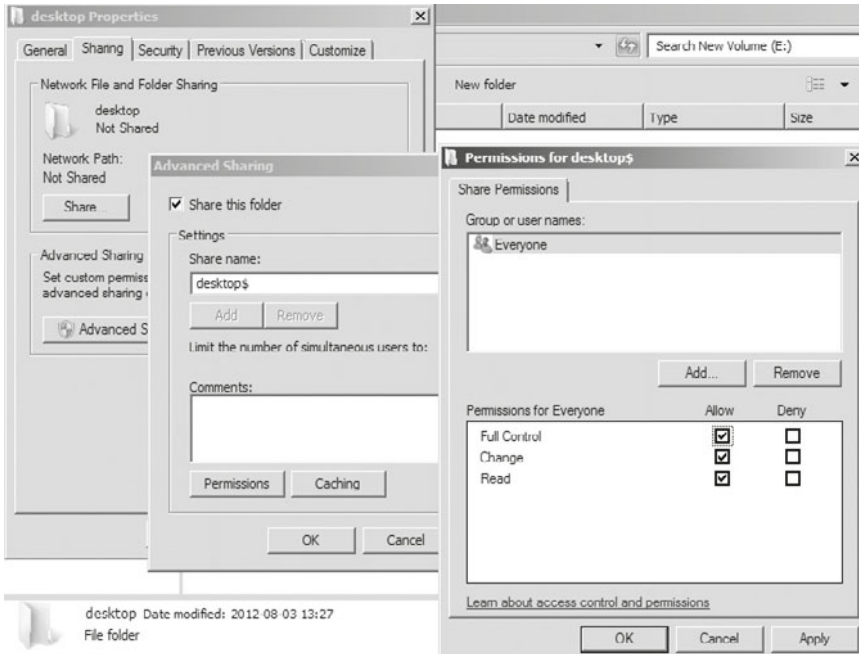 desktop Properties
General Sharing Security Previous Versions Customize
Network File and Folder Sharing
desktop
Not Shared
Network Path:
Not Shared
Share...
Advanced Sharing
Set custom permiss
advanced sharing
Advanced S
Advanced Sharing
Share this folder
Settings
Share name:
desktop$
Add Remove
Limit the number of simultaneous users to:
Comments:
Permissions Caching
OK Cancel
Search New Volume (E:)
New folder
Date modified Type Size
Permissions for desktop$
Share Permissions
Group or user names:
Everyone
Add... Remove
Permissions for Everyone Allow Deny
Full Control
Change
Read
Learn about access control and permissions
OK Cancel Apply
desktop Date modified: 2012-08-03 13:27
File folder